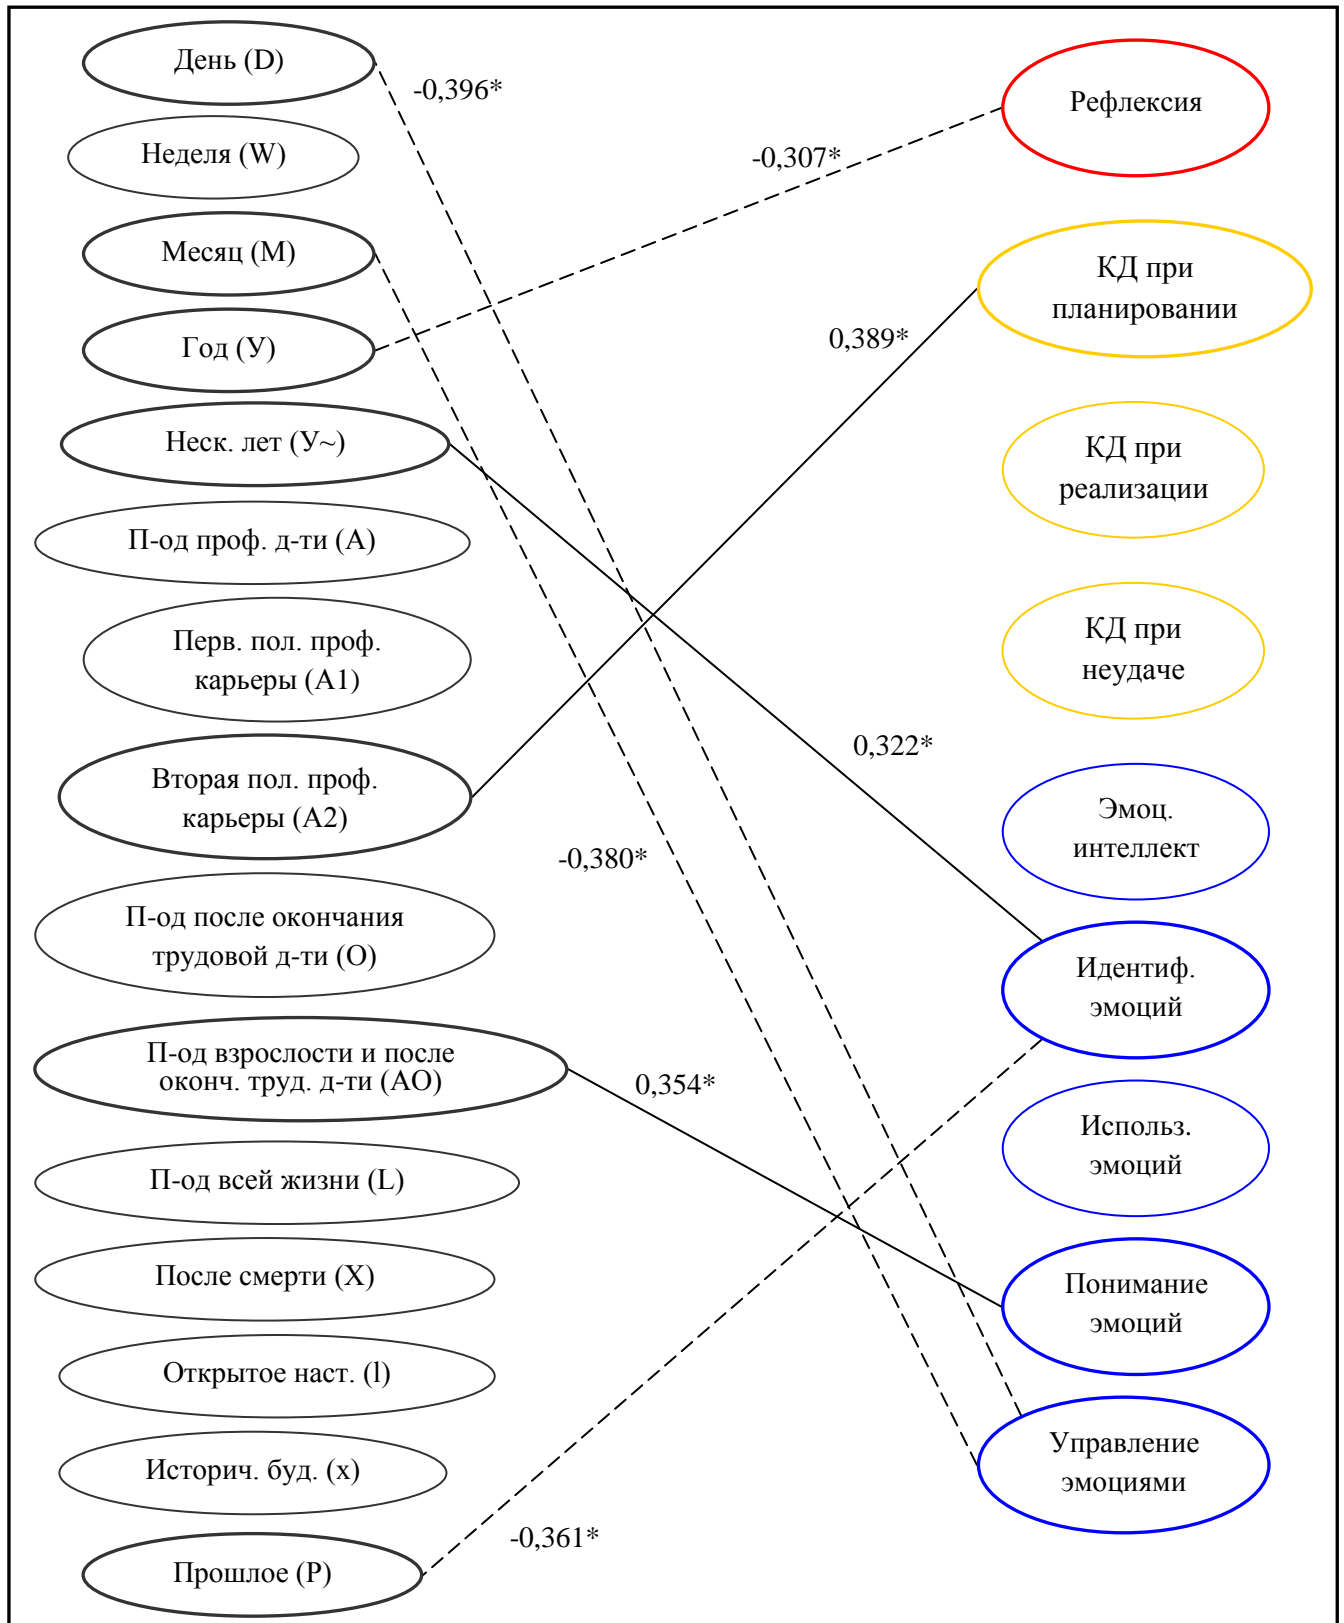 День (D)
Неделя (W)
Месяц (М)
Год (У)
Неск. лет (У~)
П-од проф. д-ти (А)
Перв. пол. проф.
карьеры (А1)
Вторая пол. проф.
карьеры (А2)
П-од после окончания
трудовой д-ти (О)
П-од взрослости и после
оконч. труд. д-ти (АО)
П-од всей жизни (L)
После смерти (X)
Открытое наст. (l)
Историч. буд. (x)
Прошлое (Р)
-0,396*
-0,307*
0,389*
0,322*
-0,380*
0,354*
-0,361*
Рефлексия
КД при
планировании
КД при
реализации
КД при
неудаче
Эмоц.
интеллект
Идентиф.
эмоций
Использ.
эмоций
Понимание
эмоций
Управление
эмоциями